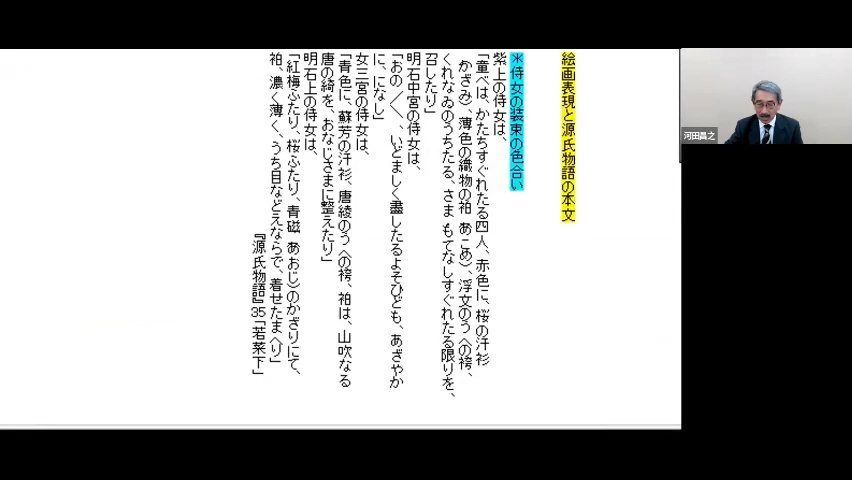 絵画表現と源氏物語の本文
＊侍女の装束の色合い
紫上の侍女は、
「童べは、かたちすぐれたる四人、赤色に、桜の汗衫
（かざみ）、薄色の織物の袙（あこめ）、浮文のうへの袴、
くれなゐのうちたる、さま もてなしすぐれたる限りを、
召したり」
明石中宮の侍女は、
「おの／＼、いどましく盡したるよそひども、あざやか
に、になし」
女三宮の侍女は、
「青色に、蘇芳の汗衫、唐綾のうへの袴、袙は、山吹なる
唐の綺を、おなじさまに整えたり」
明石上の侍女は、
「紅梅ふたり、桜ふたり、青磁（あおじ）のかぎりにて、
袙、濃く薄く、うち目などえならで、着せたまへり」
『源氏物語』35「若菜下」
河田昌之